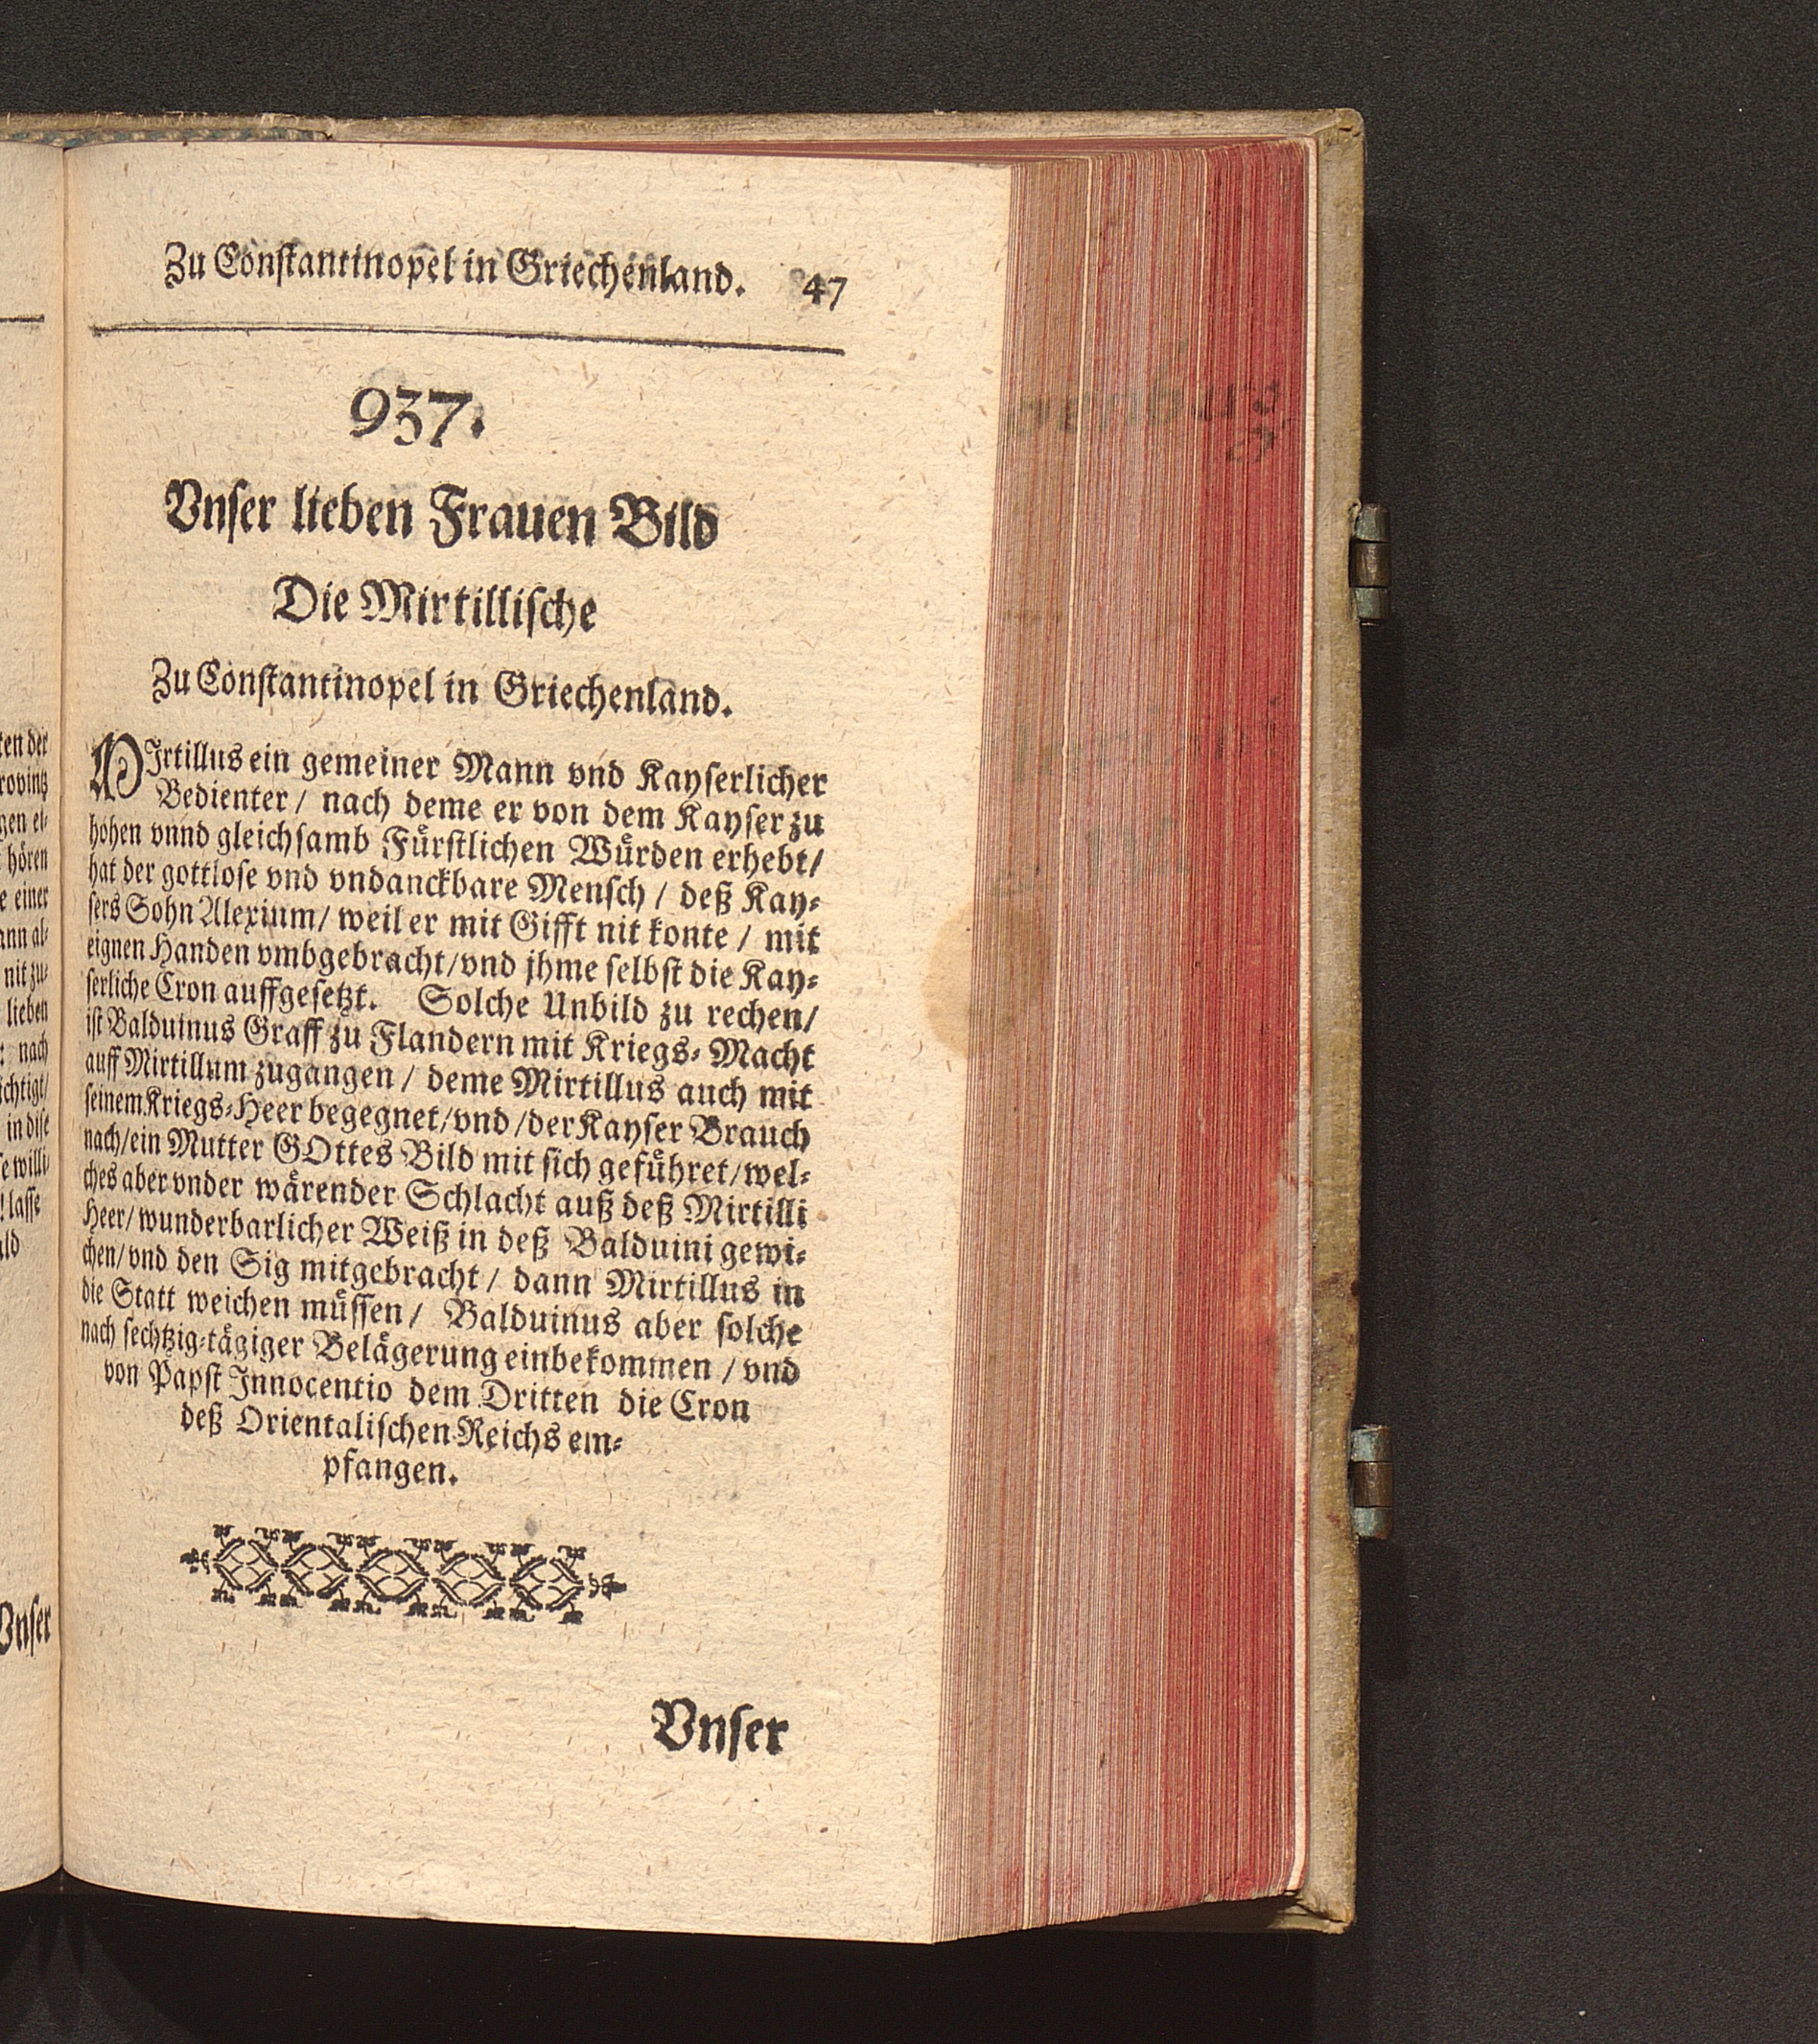 Zu Constantinopel in Griechenland. 47
937.
Vnser lieben Frauen Bild
Die Mirtillische
Zu Constantinopel in Griechenland.
MIrtillus ein gemeiner Mann vnd Kayserlicher
Bedienter / nach deme er von dem Kayser zu
hohen vnnd gleichsamb Fürstlichen Würden erhebt /
hat der gottlose vnd vndanckbare Mensch / deß Kay-
sers Sohn Alexium / weil er mit Gifft nit konte / mit
eignen Handen vmbgebracht / vnd jhme selbst die Kay-
serliche Cron auffgesetzt. Solche Unbild zu rechen /
ist Balduinus Graff zu Flandern mit Kriegs-Macht
auff Mirtillum zugangen / deme Mirtillus auch mit
seinem Kriegs-Heer begegnet / vnd / der Kayser Brauch
nach / ein Mutter GOttes Bild mit sich geführet / wel-
ches aber vnder wärender Schlacht auß deß Mirtilli
Heer / wunderbarlicher Weiß in deß Balduini gewi-
chen / vnd den Sig mitgebracht / dann Mirtillus in
die Statt weichen müssen / Balduinus aber solche
nach sechtzig-tägiger Belägerung einbekommen / vnd
von Papst Innocentio dem Dritten die Cron
deß Orientalischen Reichs em-
pfangen.
Vnser